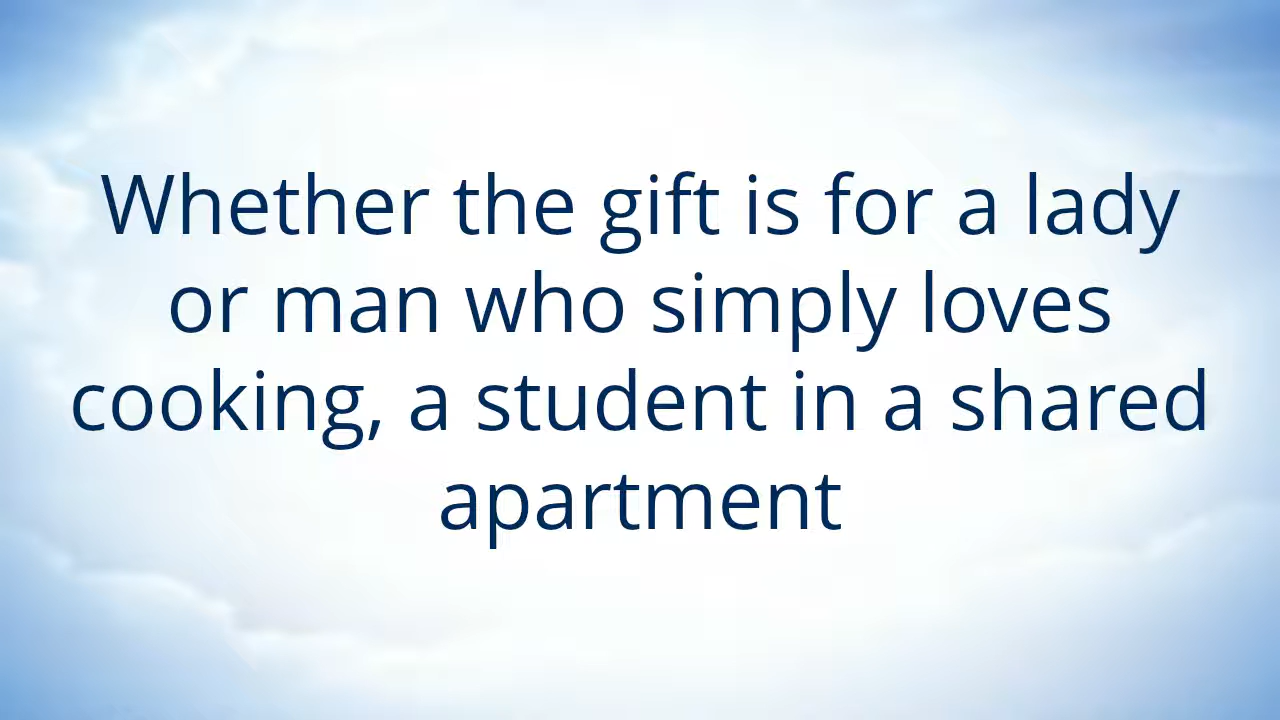 Whether the gift is for a lady
or man who simply loves
cooking, a student in a shared
apartment